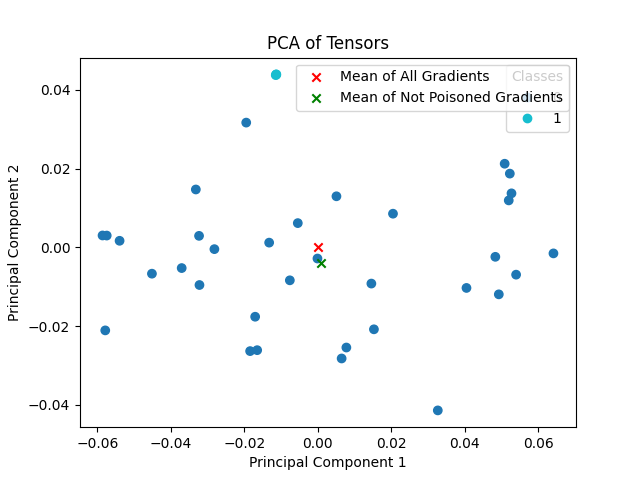 PCA of Tensors
Mean of All Gradients
Mean of Not Poisoned Gradients
Classes
1
0.04
0.02
0.00
−0.02
−0.04
Principal Component 2
−0.06
−0.04
−0.02
0.00
0.02
0.04
0.06
Principal Component 1